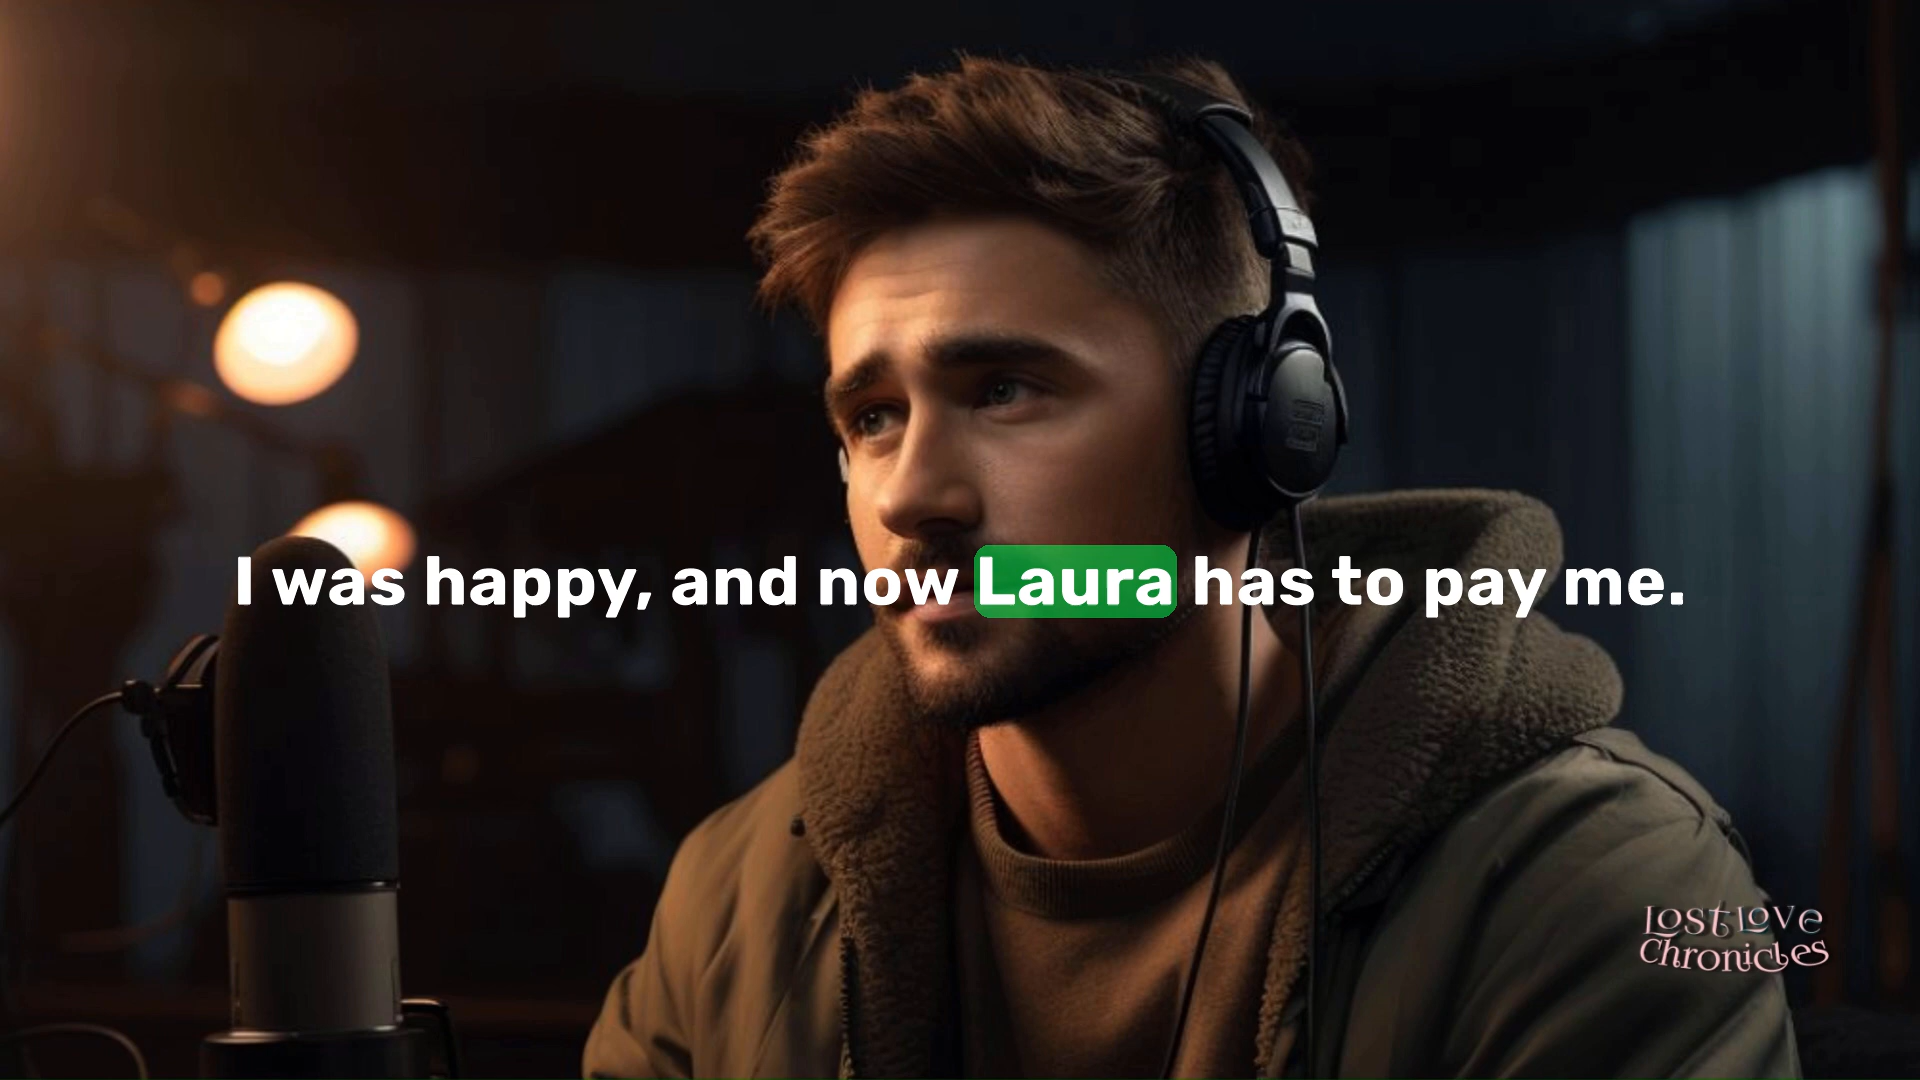 I was happy, and now Laura has to pay me.
Lost Love
Chronicles